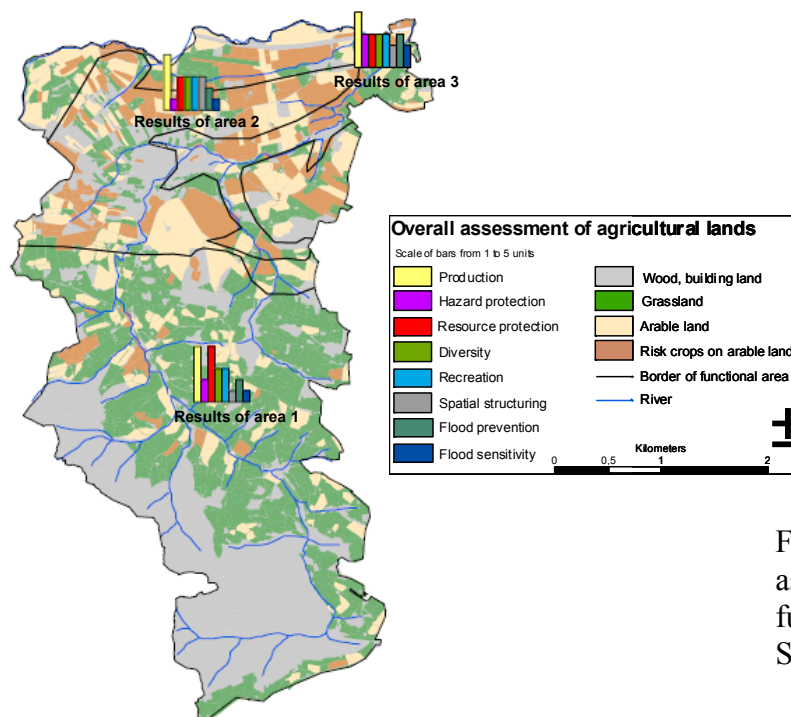 Results of area 3
Results of area 2
Results of area 1
Overall assessment of agricultural lands
Scale of bars from 1 to 5 units
Production
Hazard protection
Resource protection
Diversity
Recreation
Spatial structuring
Flood prevention
Flood sensitivity
Wood, building land
Grassland
Arable land
Risk crops on arable land
Border of functional area
River
Kilometers
0 0,5 1 2
F
as
fu
S